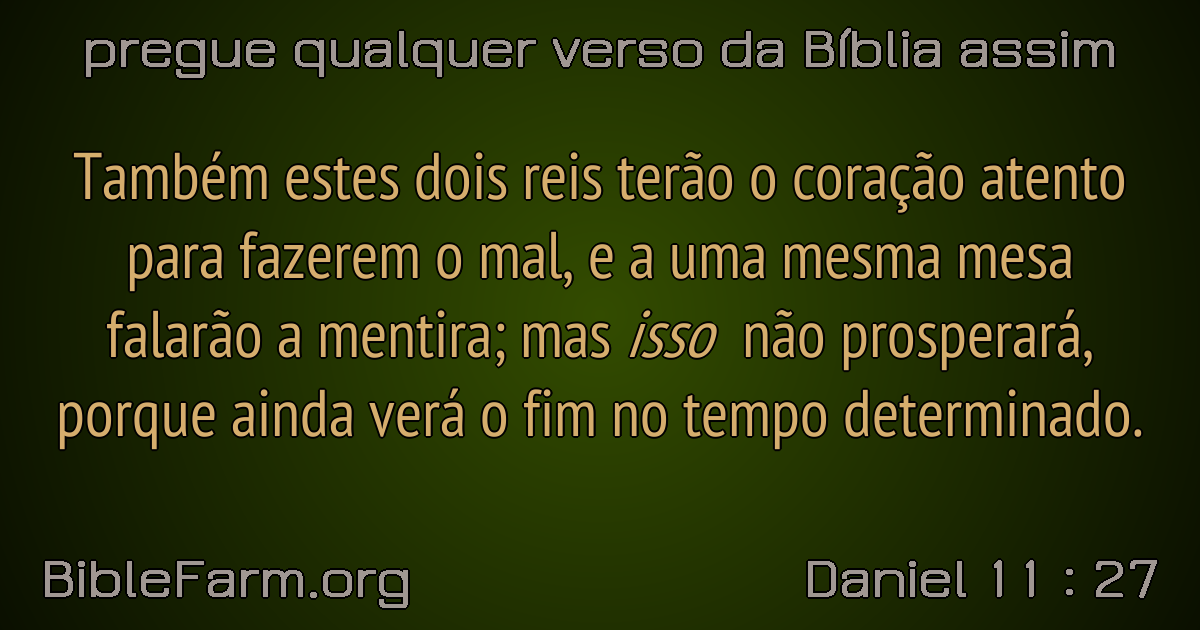 pregue qualquer verso da Bíblia assim
Também estes dois reis terão o coração atento
para fazerem o mal, e a uma mesma mesa
falarão a mentira; mas isso não prosperará,
porque ainda verá o fim no tempo determinado.
BibleFarm.org
Daniel 11 : 27